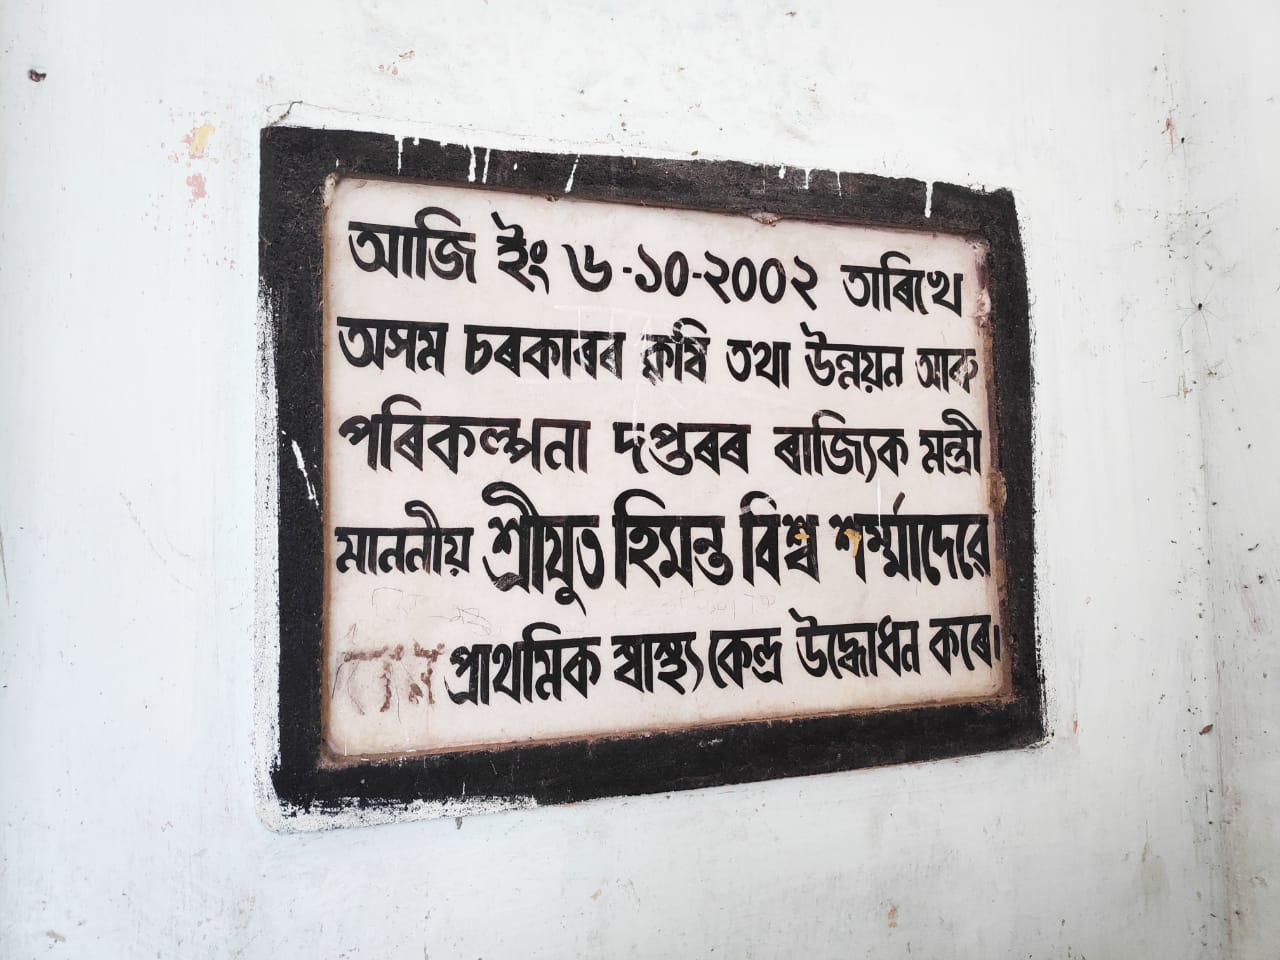 আজি ইং ৬-১০-২০০২ তাৰিখে
অসম চৰকাৰৰ কৃষি তথা উন্নয়ন আৰু
পৰিকল্পনা দপ্তৰৰ ৰাজ্যিক মন্ত্ৰী
মাননীয় শ্ৰীযুত হিমন্ত বিশ্ব শৰ্ম্মাদেৱে
প্ৰাথমিক স্বাস্থ্য কেন্দ্ৰ উদ্ধোধন কৰে।